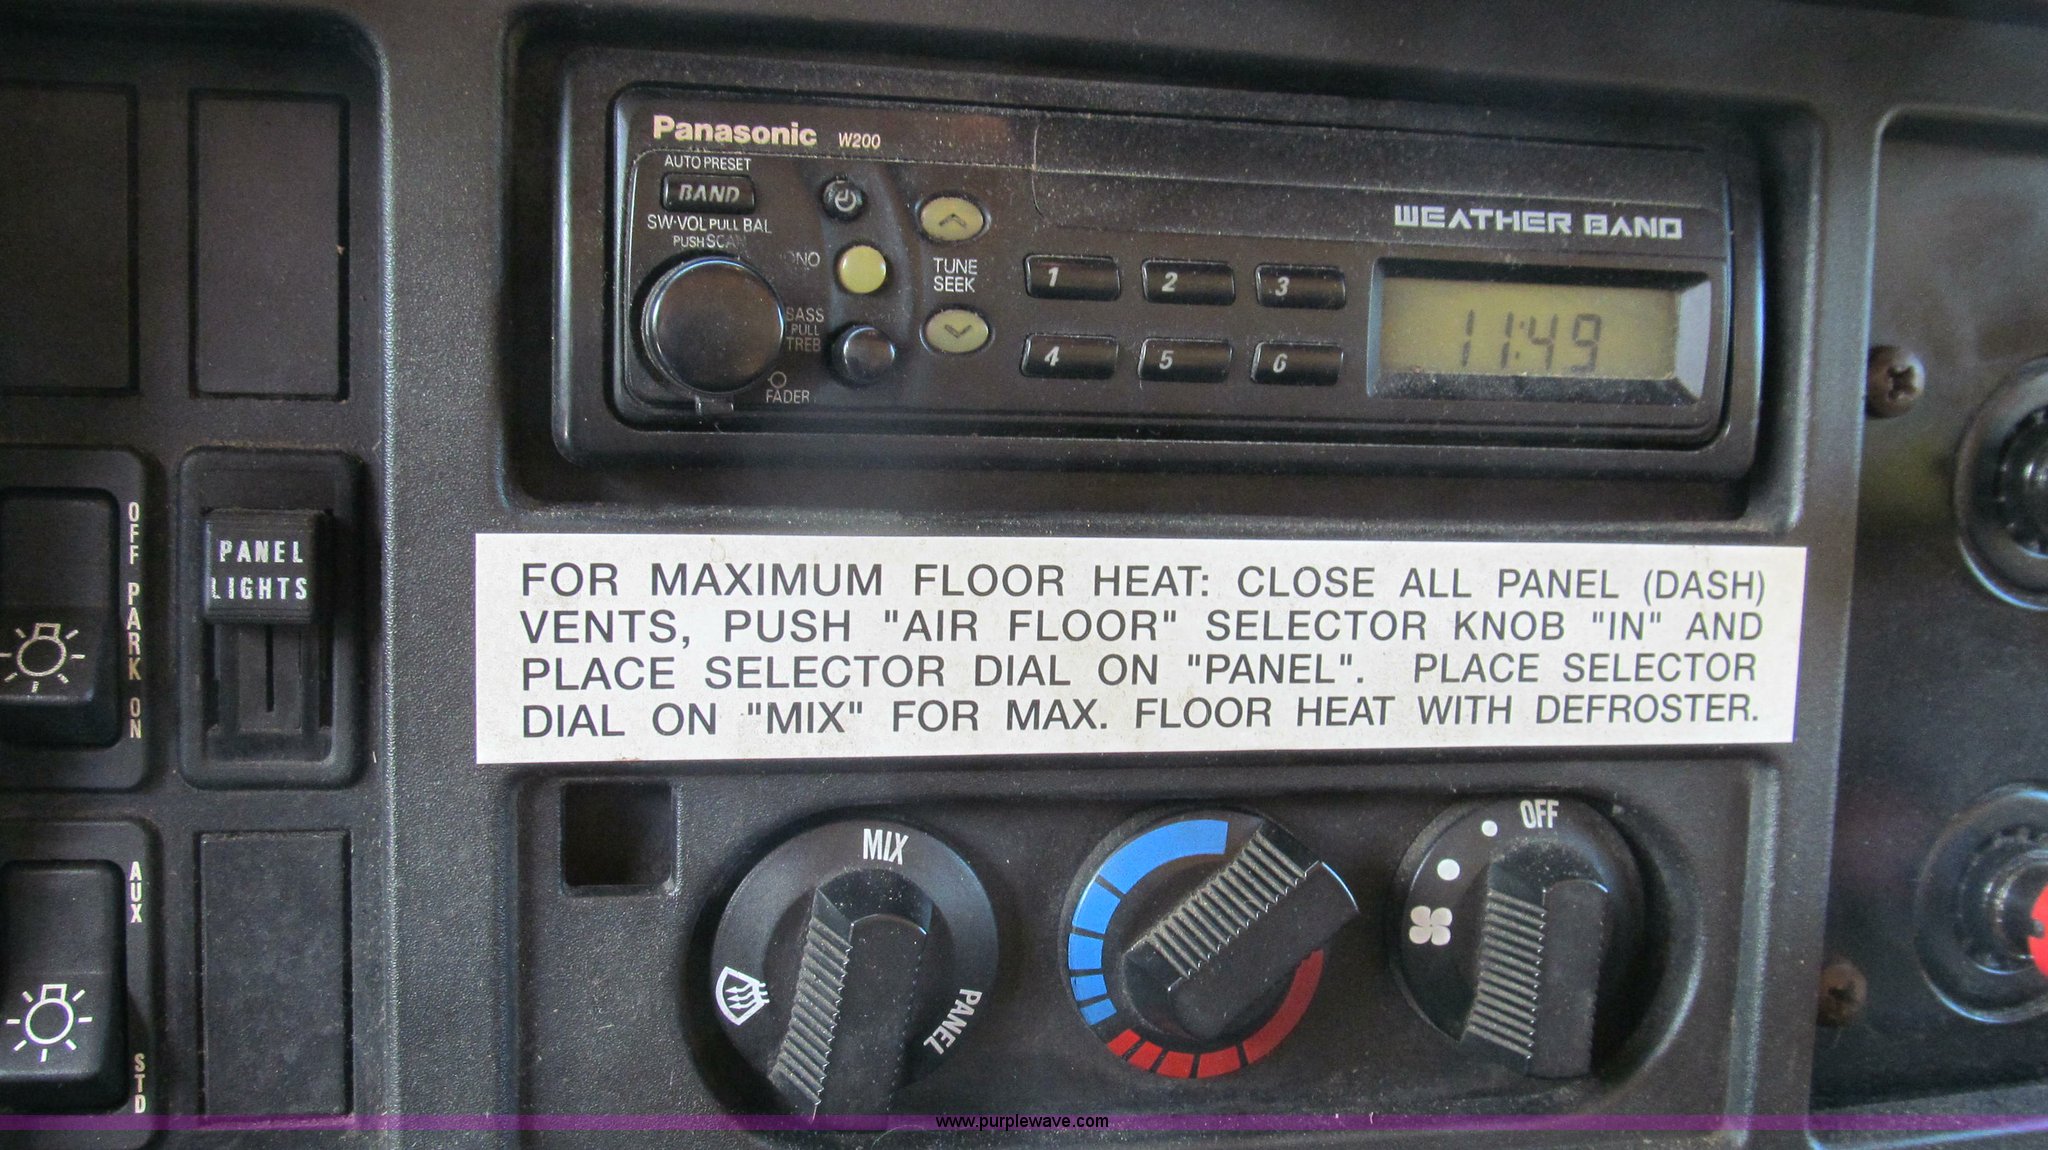 Panasonic W200
AUTO PRESET
BAND
SW·VOL PULL BAL
PUSH SCAN
TUNE
SEEK
PULL
TREB
FADER
1 2 3
4 5 6
WEATHER BAND
11:49
OFF PARK ON
PANEL
LIGHTS
FOR MAXIMUM FLOOR HEAT: CLOSE ALL PANEL (DASH)
VENTS, PUSH "AIR FLOOR" SELECTOR KNOB "IN" AND
PLACE SELECTOR DIAL ON "PANEL". PLACE SELECTOR
DIAL ON "MIX" FOR MAX. FLOOR HEAT WITH DEFROSTER.
AUX
STD
MIX
PANEL
OFF
www.purplewave.com